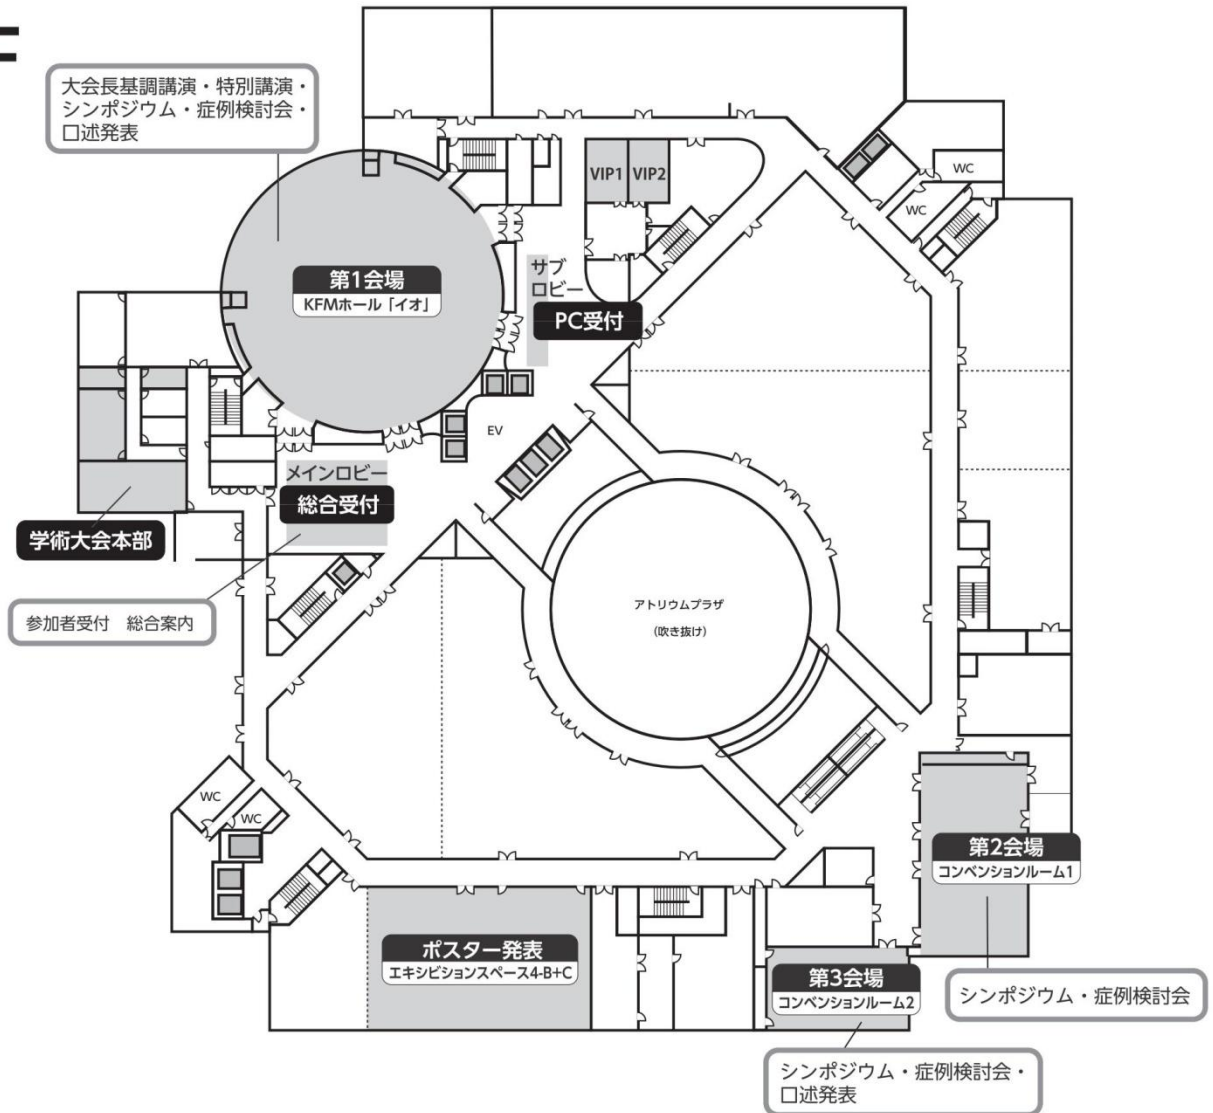 F
大会長基調講演・特別講演・
シンポジウム・症例検討会・
口述発表
WC
VIP1
VIP2
WC
第1会場
KFMホール「イオ」
サブ
ロビー
PC受付
EV
メインロビー
総合受付
学術大会本部
参加者受付 総合案内
アトリウムプラザ
(吹き抜け)
WC
WC
第2会場
コンベンションルーム1
ポスター発表
エキシビションスペース4-B+C
第3会場
コンベンションルーム2
シンポジウム・症例検討会
シンポジウム・症例検討会・
口述発表